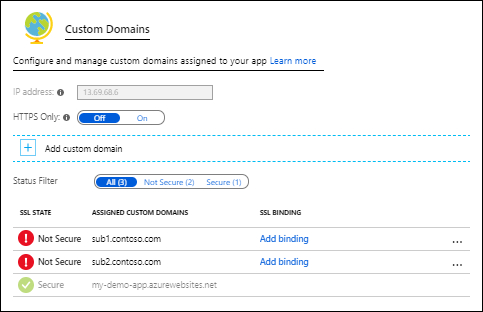 Custom Domains
Configure and manage custom domains assigned to your app Learn more
IP address: 13.69.68.6
HTTPS Only: Off On
Add custom domain
Status Filter All (3) Not Secure (2) Secure (1)
SSL STATE ASSIGNED CUSTOM DOMAINS SSL BINDING
Not Secure sub1.contoso.com Add binding ...
Not Secure sub2.contoso.com Add binding ...
Secure my-demo-app.azurewebsites.net